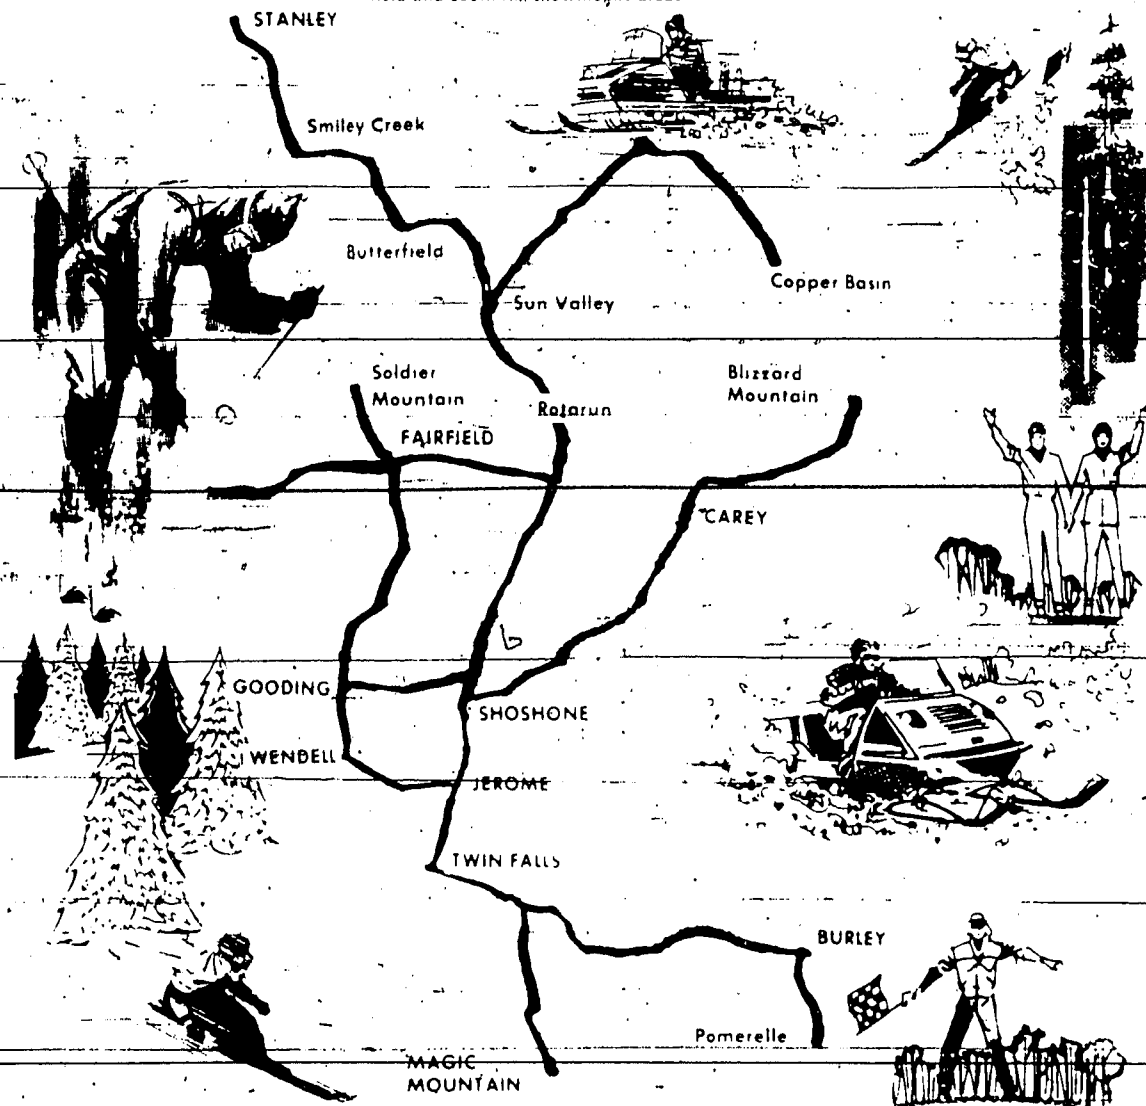 STANLEY
Smiley Creek
Butterfield
Copper Basin
Sun Valley
Soldier
Mountain
Blizzard
Mountain
Rotarun
FAIRFIELD
CAREY
GOODING
SHOSHONE
WENDELL
JEROME
TWIN FALLS
BURLEY
Pomerelle
MAGIC
MOUNTAIN